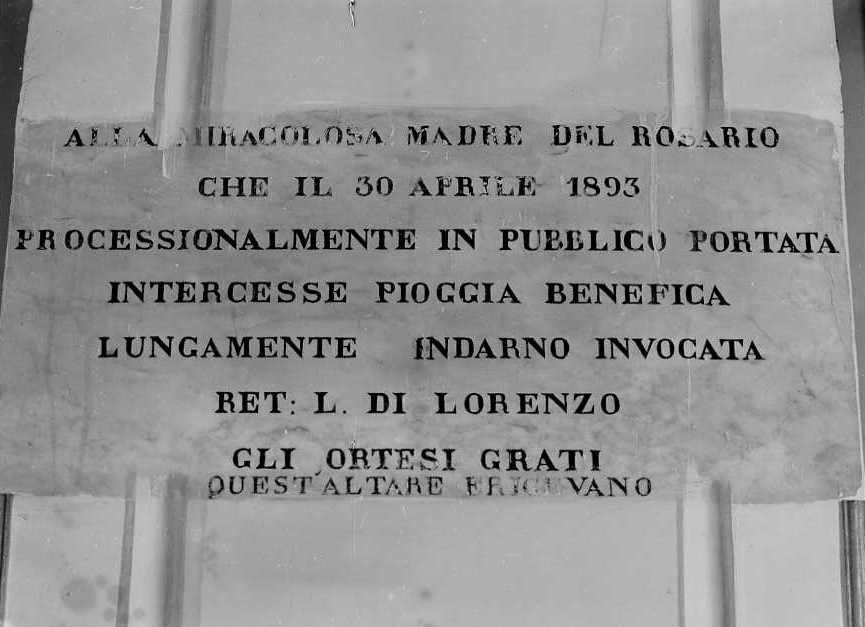 ALLA MIRACOLOSA MADRE DEL ROSARIO
CHE IL 30 APRILE 1893
PROCESSIONALMENTE IN PUBBLICO PORTATA
INTERCESSE PIOGGIA BENEFICA
LUNGAMENTE INDARNO INVOCATA
RET: L. DI LORENZO
GLI ORTESI GRATI
QUEST'ALTARE ERIGEVANO